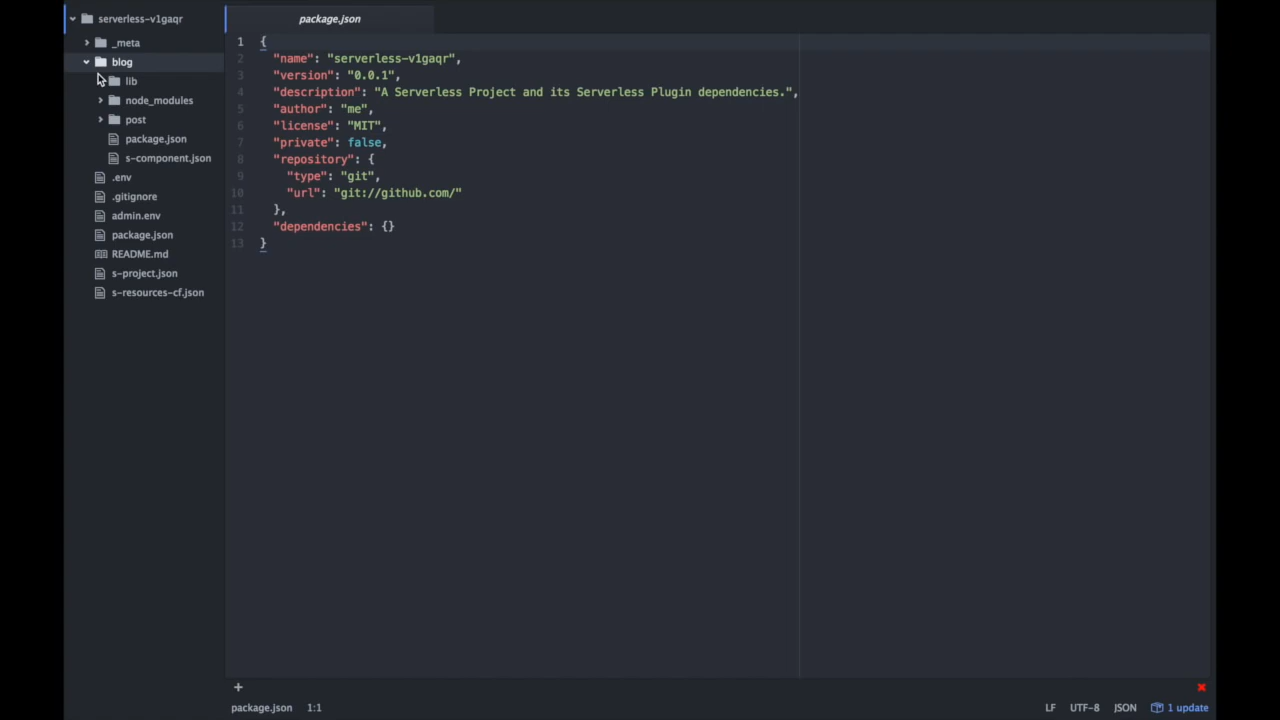 serverless-v1gaqr
_meta
blog
lib
node_modules
post
package.json
s-component.json
.env
.gitignore
admin.env
package.json
README.md
s-project.json
s-resources-cf.json
package.json
1 {
2 "name": "serverless-v1gaqr",
3 "version": "0.0.1",
4 "description": "A Serverless Project and its Serverless Plugin dependencies.",
5 "author": "me",
6 "license": "MIT",
7 "private": false,
8 "repository": {
9 "type": "git",
10 "url": "git://github.com/"
11 },
12 "dependencies": {}
13 }
+
package.json 1:1 LF UTF-8 JSON 1 update